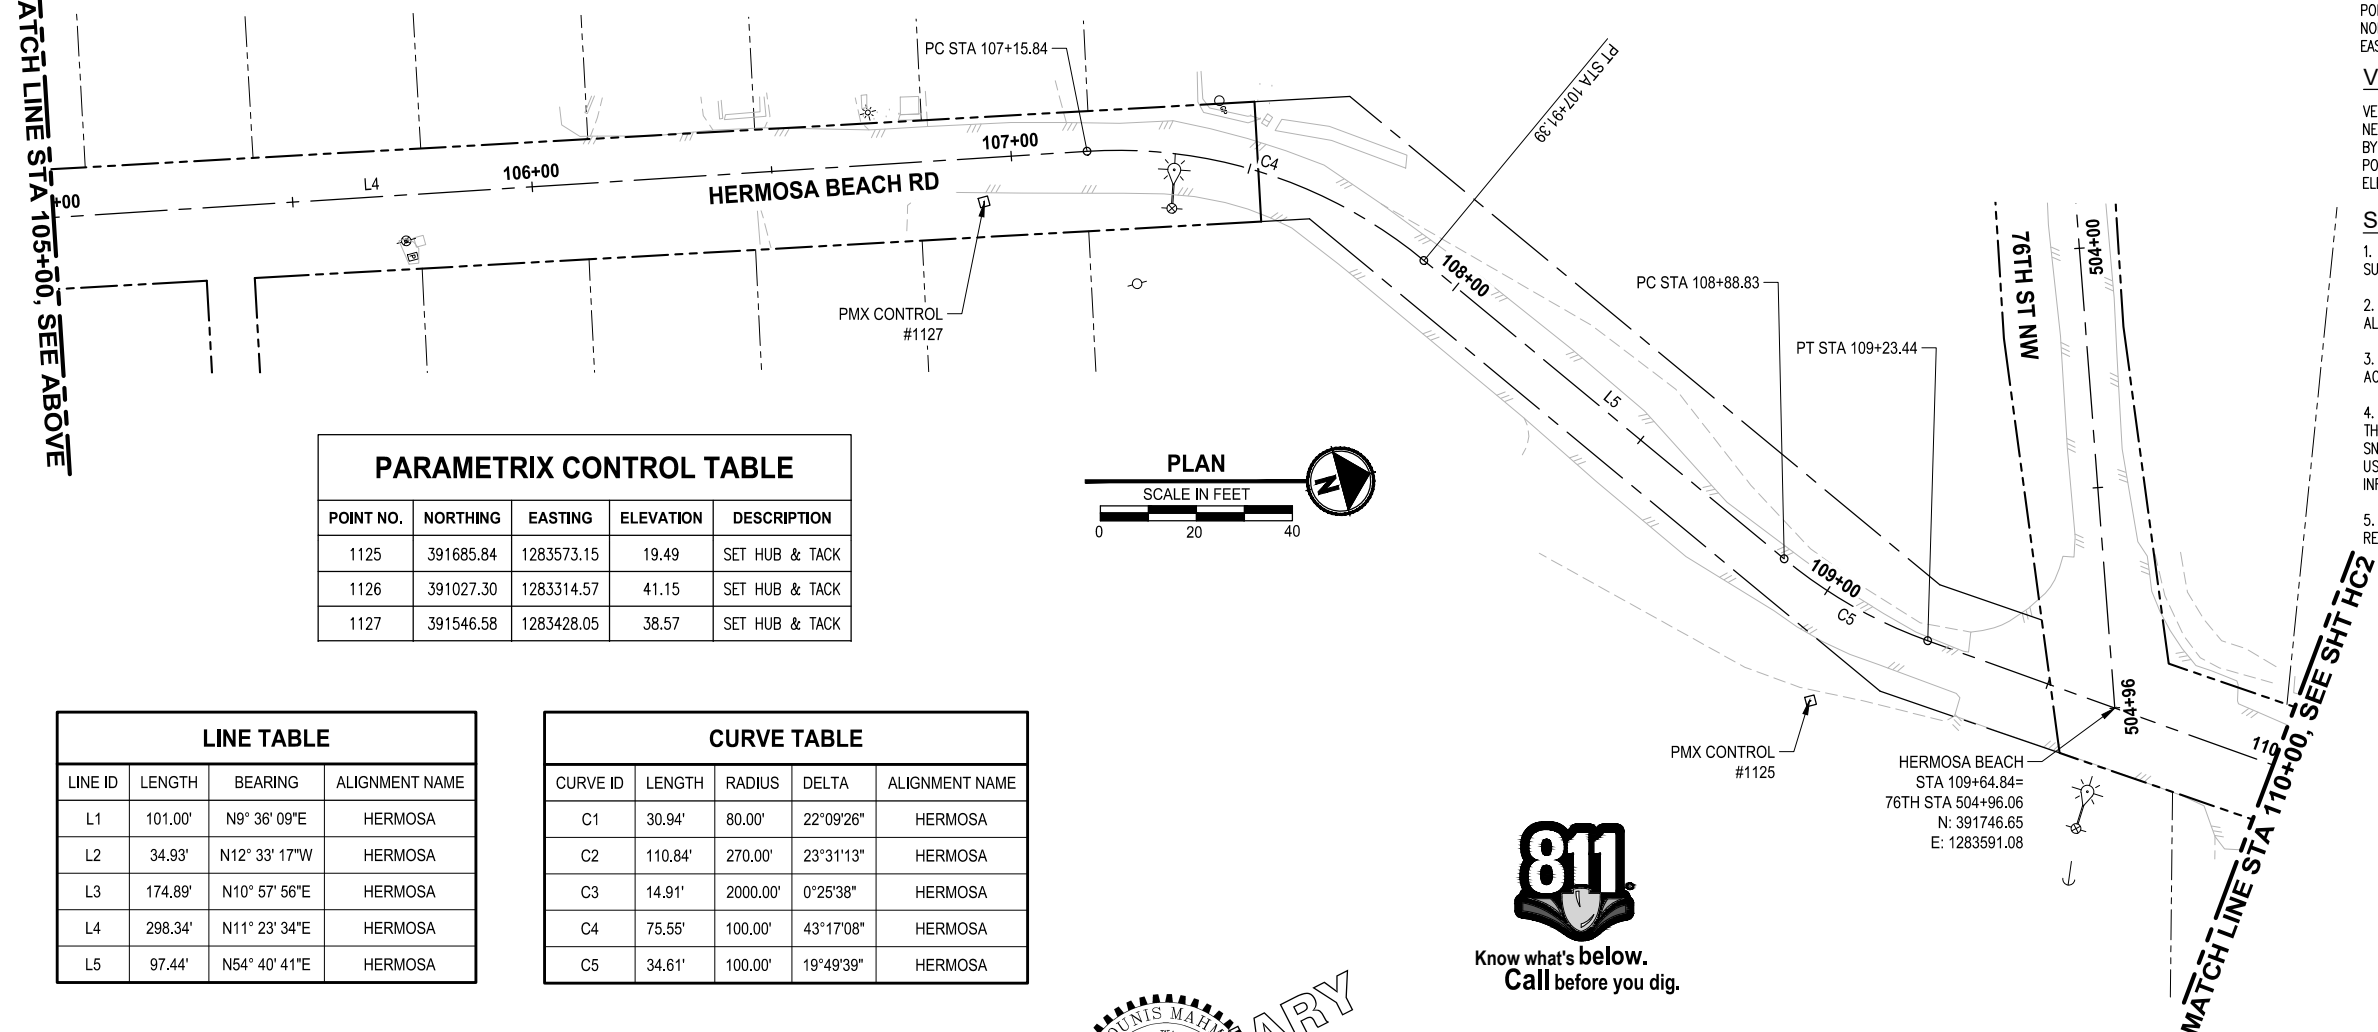 ATCH LINE STA 105+00, SEE ABOVE
+00
L4
106+00
HERMOSA BEACH RD
107+00
PC STA 107+15.84
C4
PT STA 107+91.39
108+00
PMX CONTROL
#1127
L5
PC STA 108+88.83
PT STA 109+23.44
109+00
C5
76TH ST NW
504+00
504+96
110
PMX CONTROL
#1125
HERMOSA BEACH
STA 109+64.84=
76TH STA 504+96.06
N: 391746.65
E: 1283591.08
MATCH LINE STA 110+00, SEE SHT HC2
PLAN
SCALE IN FEET
0 20 40
N
PARAMETRIX CONTROL TABLE
POINT NO. NORTHING EASTING ELEVATION DESCRIPTION
1125 391685.84 1283573.15 19.49 SET HUB & TACK
1126 391027.30 1283314.57 41.15 SET HUB & TACK
1127 391546.58 1283428.05 38.57 SET HUB & TACK
LINE TABLE
LINE ID LENGTH BEARING ALIGNMENT NAME
L1 101.00' N9° 36' 09"E HERMOSA
L2 34.93' N12° 33' 17"W HERMOSA
L3 174.89' N10° 57' 56"E HERMOSA
L4 298.34' N11° 23' 34"E HERMOSA
L5 97.44' N54° 40' 41"E HERMOSA
CURVE TABLE
CURVE ID LENGTH RADIUS DELTA ALIGNMENT NAME
C1 30.94' 80.00' 22°09'26" HERMOSA
C2 110.84' 270.00' 23°31'13" HERMOSA
C3 14.91' 2000.00' 0°25'38" HERMOSA
C4 75.55' 100.00' 43°17'08" HERMOSA
C5 34.61' 100.00' 19°49'39" HERMOSA
811
Know what's below.
Call before you dig.
OUNIS MAHM
ARY
1.
2.
3.
4.
5.